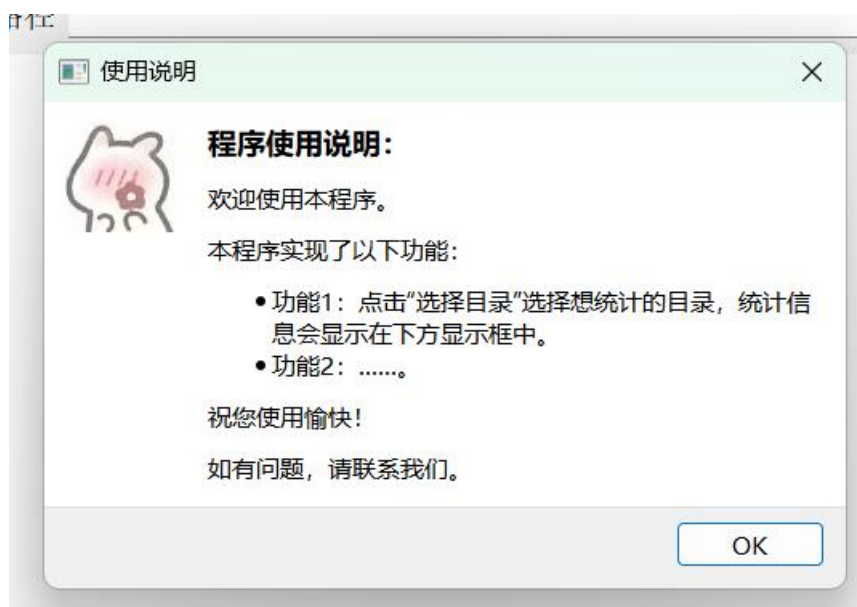 路径
使用说明
程序使用说明：
欢迎使用本程序。
本程序实现了以下功能：
•功能1：点击“选择目录”选择想统计的目录，统计信
息会显示在下方显示框中。
•功能2：......。
祝您使用愉快！
如有问题，请联系我们。
OK